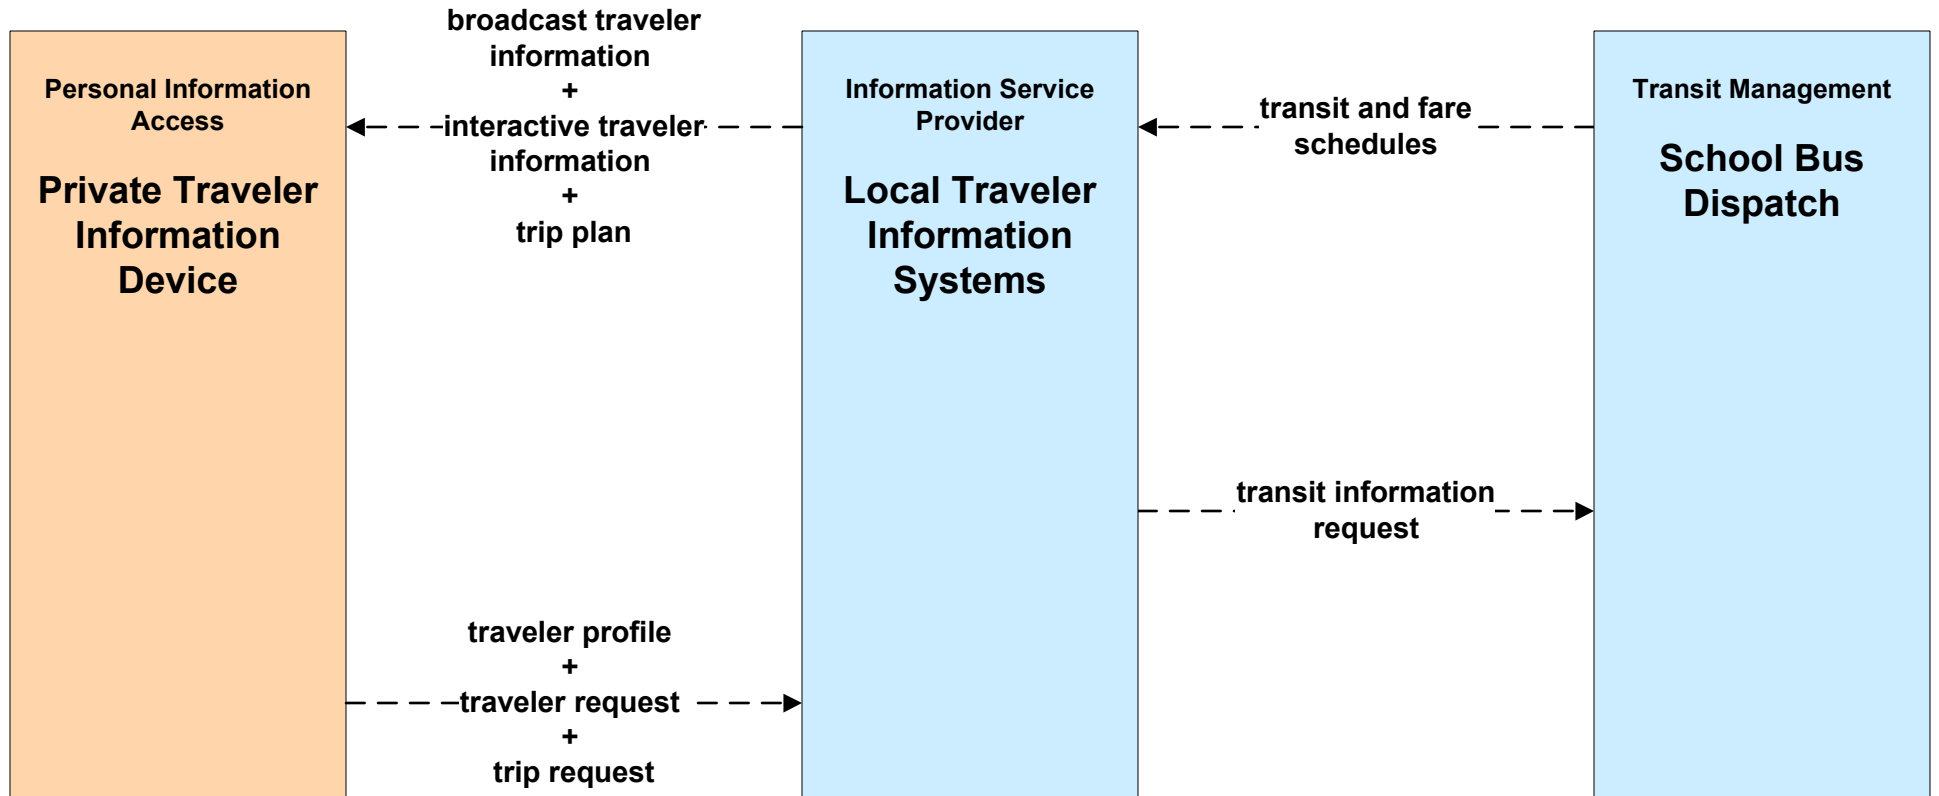 Personal Information
Access
Private Traveler
Information
Device
broadcast traveler
information
+
interactive traveler
information
+
trip plan
traveler profile
+
traveler request
+
trip request
Information Service
Provider
Local Traveler
Information
Systems
transit and fare
schedules
transit information
request
Transit Management
School Bus
Dispatch